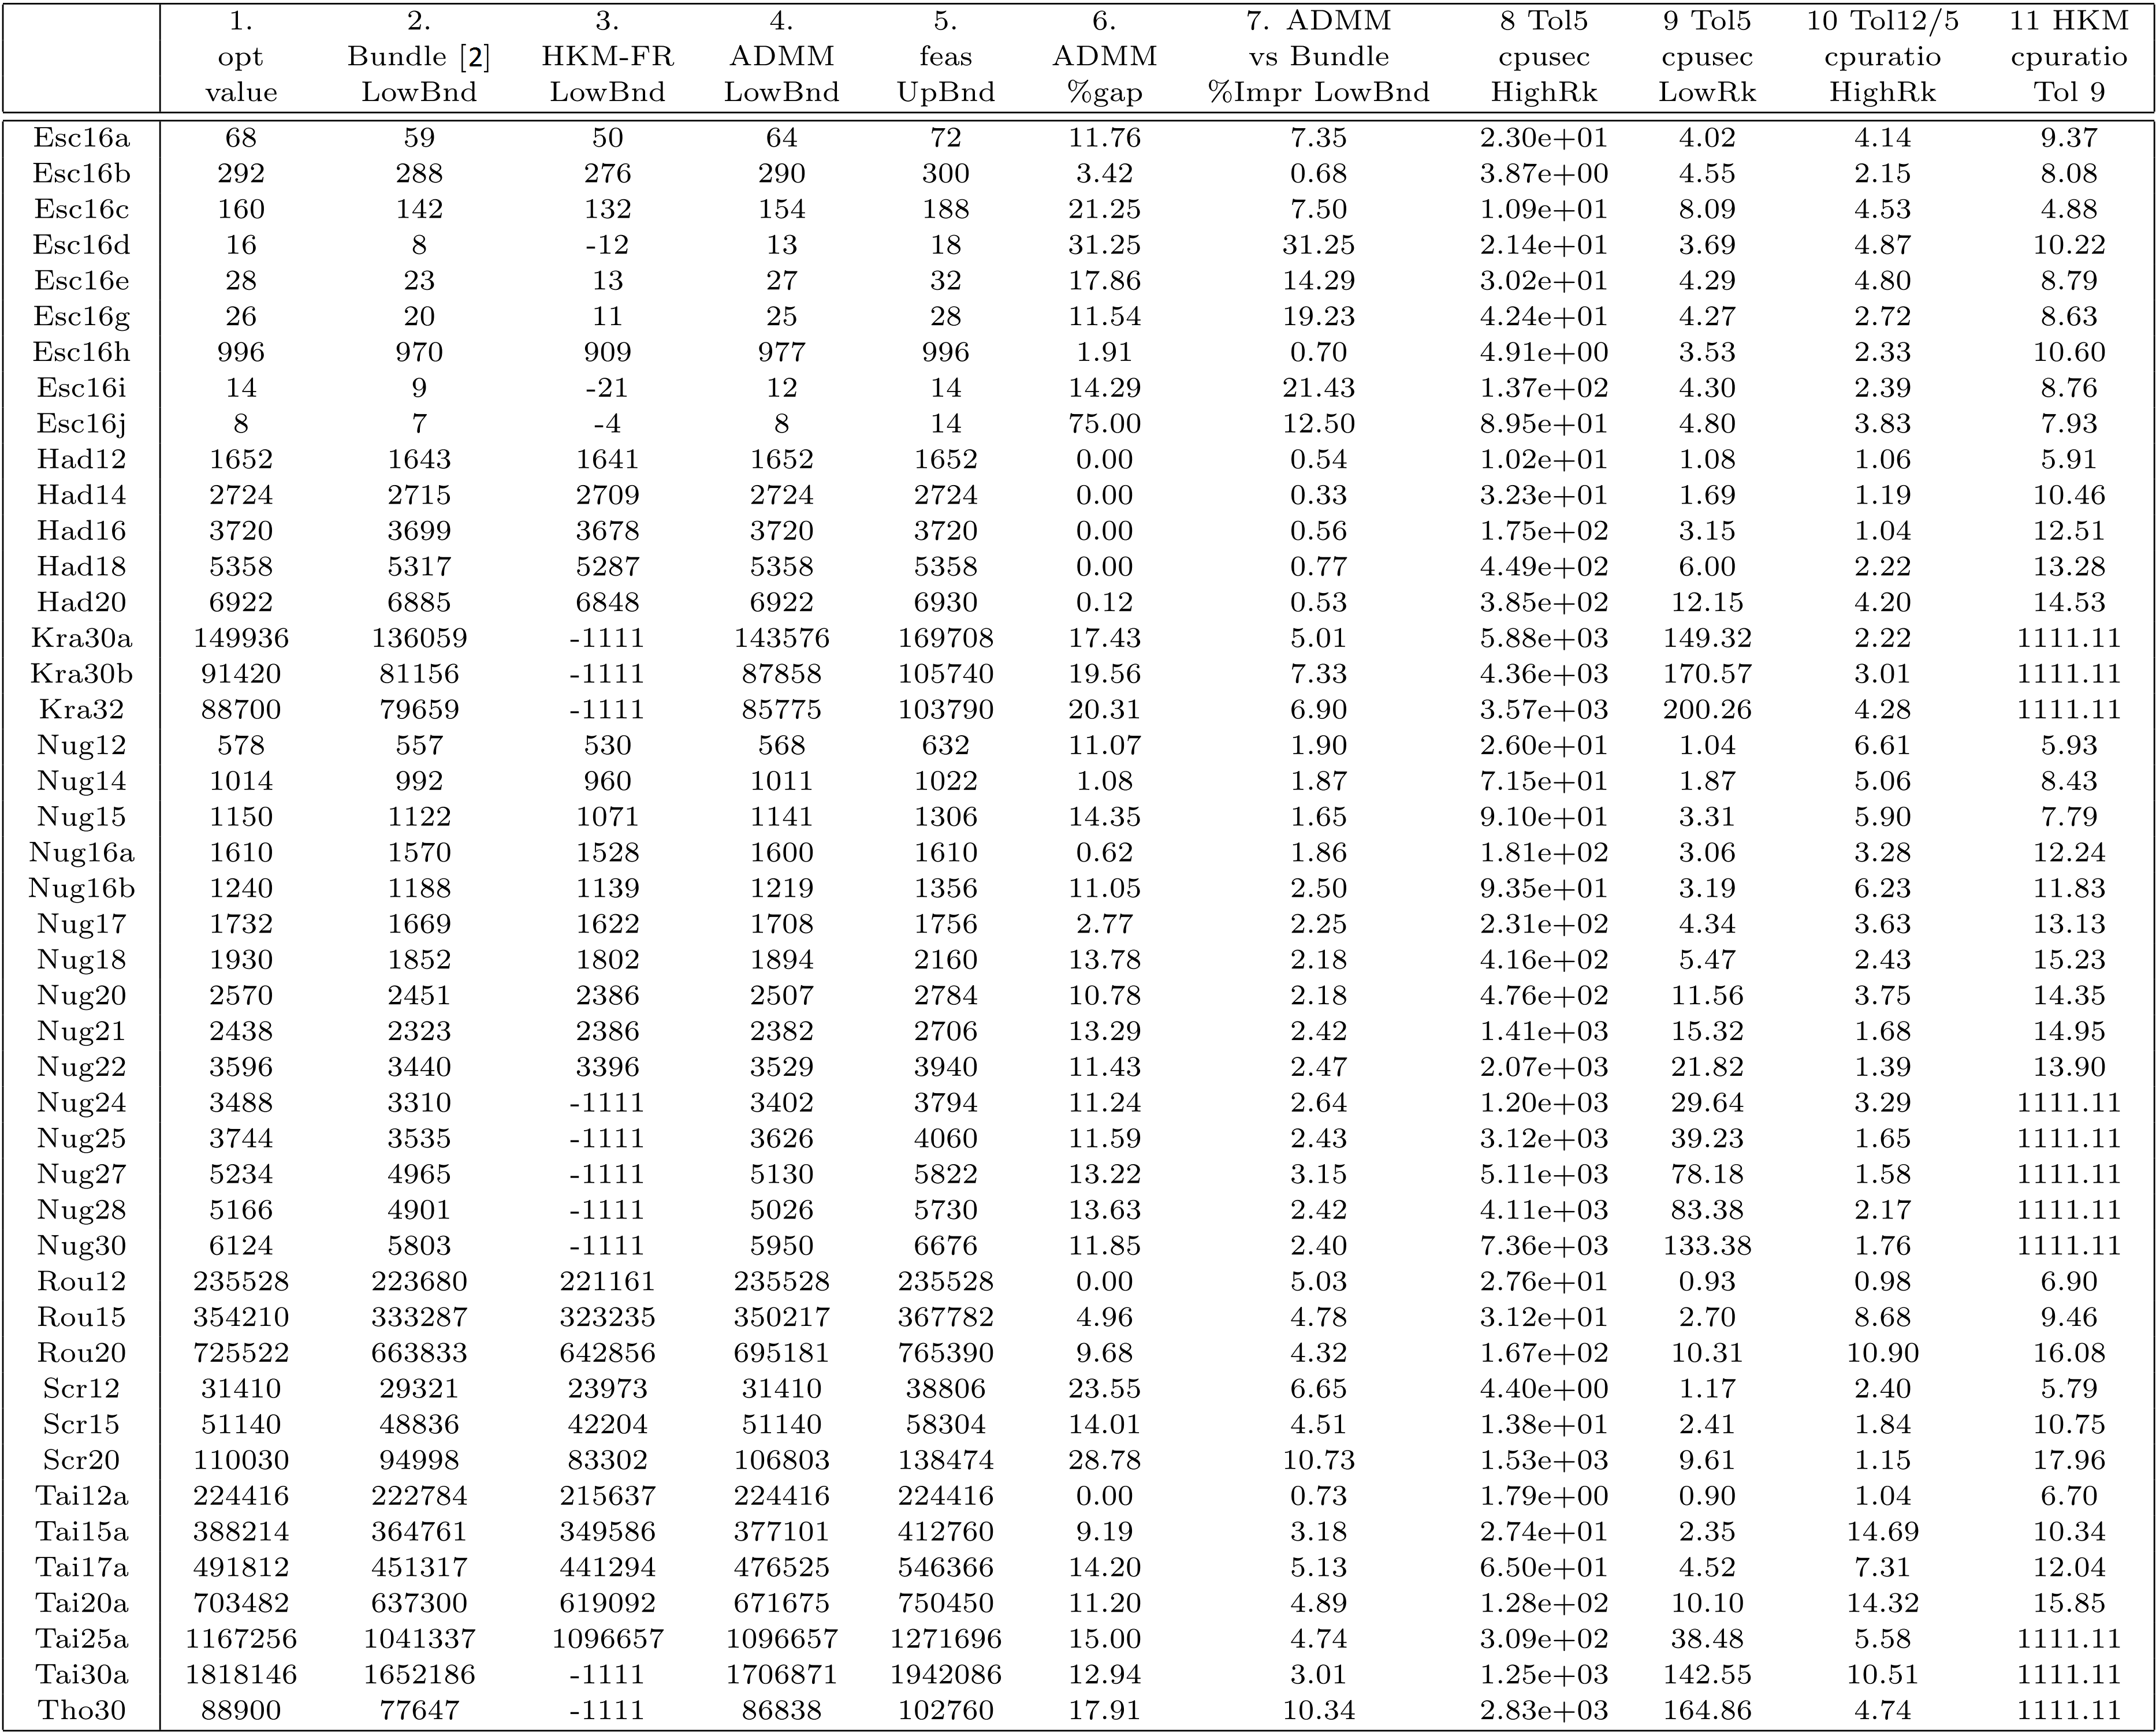 1. 2. 3. 4. 5. 6. 7. ADMM 8 Tol5 9 Tol5 10 Tol12/5 11 HKM
opt Bundle [2] HKM-FR ADMM feas ADMM vs Bundle cpusec cpusec cpuratio cpuratio
value LowBnd LowBnd LowBnd UpBnd %gap %Impr LowBnd HighRk LowRk HighRk Tol 9
Esc16a 68 59 50 64 72 11.76 7.35 2.30e+01 4.02 4.14 9.37
Esc16b 292 288 276 290 300 3.42 0.68 3.87e+00 4.55 2.15 8.08
Esc16c 160 142 132 154 188 21.25 7.50 1.09e+01 8.09 4.53 4.88
Esc16d 16 8 -12 13 18 31.25 31.25 2.14e+01 3.69 4.87 10.22
Esc16e 28 23 13 27 32 17.86 14.29 3.02e+01 4.29 4.80 8.79
Esc16g 26 20 11 25 28 11.54 19.23 4.24e+01 4.27 2.72 8.63
Esc16h 996 970 909 977 996 1.91 0.70 4.91e+00 3.53 2.33 10.60
Esc16i 14 9 -21 12 14 14.29 21.43 1.37e+02 4.30 2.39 8.76
Esc16j 8 7 -4 8 14 75.00 12.50 8.95e+01 4.80 3.83 7.93
Had12 1652 1643 1641 1652 1652 0.00 0.54 1.02e+01 1.08 1.06 5.91
Had14 2724 2715 2709 2724 2724 0.00 0.33 3.23e+01 1.69 1.19 10.46
Had16 3720 3699 3678 3720 3720 0.00 0.56 1.75e+02 3.15 1.04 12.51
Had18 5358 5317 5287 5358 5358 0.00 0.77 4.49e+02 6.00 2.22 13.28
Had20 6922 6885 6848 6922 6930 0.12 0.53 3.85e+02 12.15 4.20 14.53
Kra30a 149936 136059 -1111 143576 169708 17.43 5.01 5.88e+03 149.32 2.22 1111.11
Kra30b 91420 81156 -1111 87858 105740 19.56 7.33 4.36e+03 170.57 3.01 1111.11
Kra32 88700 79659 -1111 85775 103790 20.31 6.90 3.57e+03 200.26 4.28 1111.11
Nug12 578 557 530 568 632 11.07 1.90 2.60e+01 1.04 6.61 5.93
Nug14 1014 992 960 1011 1022 1.08 1.87 7.15e+01 1.87 5.06 8.43
Nug15 1150 1122 1071 1141 1306 14.35 1.65 9.10e+01 3.31 5.90 7.79
Nug16a 1610 1570 1528 1600 1610 0.62 1.86 1.81e+02 3.06 3.28 12.24
Nug16b 1240 1188 1139 1219 1356 11.05 2.50 9.35e+01 3.19 6.23 11.83
Nug17 1732 1669 1622 1708 1756 2.77 2.25 2.31e+02 4.34 3.63 13.13
Nug18 1930 1852 1802 1894 2160 13.78 2.18 4.16e+02 5.47 2.43 15.23
Nug20 2570 2451 2386 2507 2784 10.78 2.18 4.76e+02 11.56 3.75 14.35
Nug21 2438 2323 2386 2382 2706 13.29 2.42 1.41e+03 15.32 1.68 14.95
Nug22 3596 3440 3396 3529 3940 11.43 2.47 2.07e+03 21.82 1.39 13.90
Nug24 3488 3310 -1111 3402 3794 11.24 2.64 1.20e+03 29.64 3.29 1111.11
Nug25 3744 3535 -1111 3626 4060 11.59 2.43 3.12e+03 39.23 1.65 1111.11
Nug27 5234 4965 -1111 5130 5822 13.22 3.15 5.11e+03 78.18 1.58 1111.11
Nug28 5166 4901 -1111 5026 5730 13.63 2.42 4.11e+03 83.38 2.17 1111.11
Nug30 6124 5803 -1111 5950 6676 11.85 2.40 7.36e+03 133.38 1.76 1111.11
Rou12 235528 223680 221161 235528 235528 0.00 5.03 2.76e+01 0.93 0.98 6.90
Rou15 354210 333287 323235 350217 367782 4.96 4.78 3.12e+01 2.70 8.68 9.46
Rou20 725522 663833 642856 695181 765390 9.68 4.32 1.67e+02 10.31 10.90 16.08
Scr12 31410 29321 23973 31410 38806 23.55 6.65 4.40e+00 1.17 2.40 5.79
Scr15 51140 48836 42204 51140 58304 14.01 4.51 1.38e+01 2.41 1.84 10.75
Scr20 110030 94998 83302 106803 138474 28.78 10.73 1.53e+03 9.61 1.15 17.96
Tai12a 224416 222784 215637 224416 224416 0.00 0.73 1.79e+00 0.90 1.04 6.70
Tai15a 388214 364761 349586 377101 412760 9.19 3.18 2.74e+01 2.35 14.69 10.34
Tai17a 491812 451317 441294 476525 546366 14.20 5.13 6.50e+01 4.52 7.31 12.04
Tai20a 703482 637300 619092 671675 750450 11.20 4.89 1.28e+02 10.10 14.32 15.85
Tai25a 1167256 1041337 1096657 1096657 1271696 15.00 4.74 3.09e+02 38.48 5.58 1111.11
Tai30a 1818146 1652186 -1111 1706871 1942086 12.94 3.01 1.25e+03 142.55 10.51 1111.11
Tho30 88900 77647 -1111 86838 102760 17.91 10.34 2.83e+03 164.86 4.74 1111.11